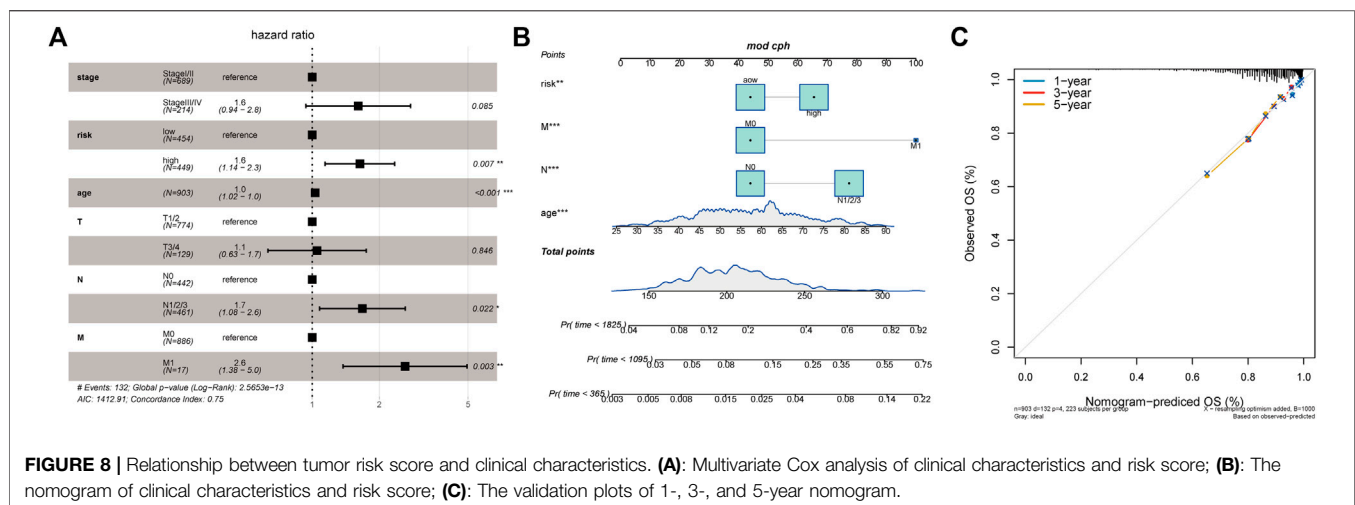 A
hazard ratio
stage StageI/II (N=689) reference
StageIII/IV (N=214) 1.6 (0.94 − 2.8) 0.085
risk low (N=454) reference
high (N=449) 1.6 (1.14 − 2.3) 0.007 **
age (N=903) 1.0 (1.02 − 1.0) <0.001 ***
T T1/2 (N=774) reference
T3/4 (N=129) 1.1 (0.63 − 1.7) 0.846
N N0 (N=442) reference
N1/2/3 (N=461) 1.7 (1.08 − 2.6) 0.022 *
M M0 (N=886) reference
M1 (N=17) 2.6 (1.38 − 5.0) 0.003 **
# Events: 132; Global p−value (Log−Rank): 2.5653e−13
AIC: 1412.91; Concordance Index: 0.75
1 2 5
B
mod cph
Points
0 10 20 30 40 50 60 70 80 90 100
risk**
aow
high
M***
M0
M1
N***
N0
N1/2/3
age***
25 30 35 40 45 50 55 60 65 70 75 80 85 90
Total points
150 200 250 300
Pr( time < 1825 )
0.04 0.08 0.12 0.2 0.4 0.6 0.82 0.92
Pr( time < 1095 )
0.03 0.05 0.08 0.15 0.25 0.35 0.55 0.75
Pr( time < 365 )
0.003 0.005 0.008 0.015 0.025 0.04 0.08 0.14 0.22
C
1-year
3-year
5-year
Observed OS (%)
1.0
0.8
0.6
0.4
0.2
0.0
0.0 0.2 0.4 0.6 0.8 1.0
Nomogram-prediced OS (%)
n=903 d=132 p=4, 223 subjects per group
Gray: ideal
X − resampling optimism added, B=1000
Based on observed-predicted
FIGURE 8 | Relationship between tumor risk score and clinical characteristics. (A): Multivariate Cox analysis of clinical characteristics and risk score; (B): The
nomogram of clinical characteristics and risk score; (C): The validation plots of 1-, 3-, and 5-year nomogram.